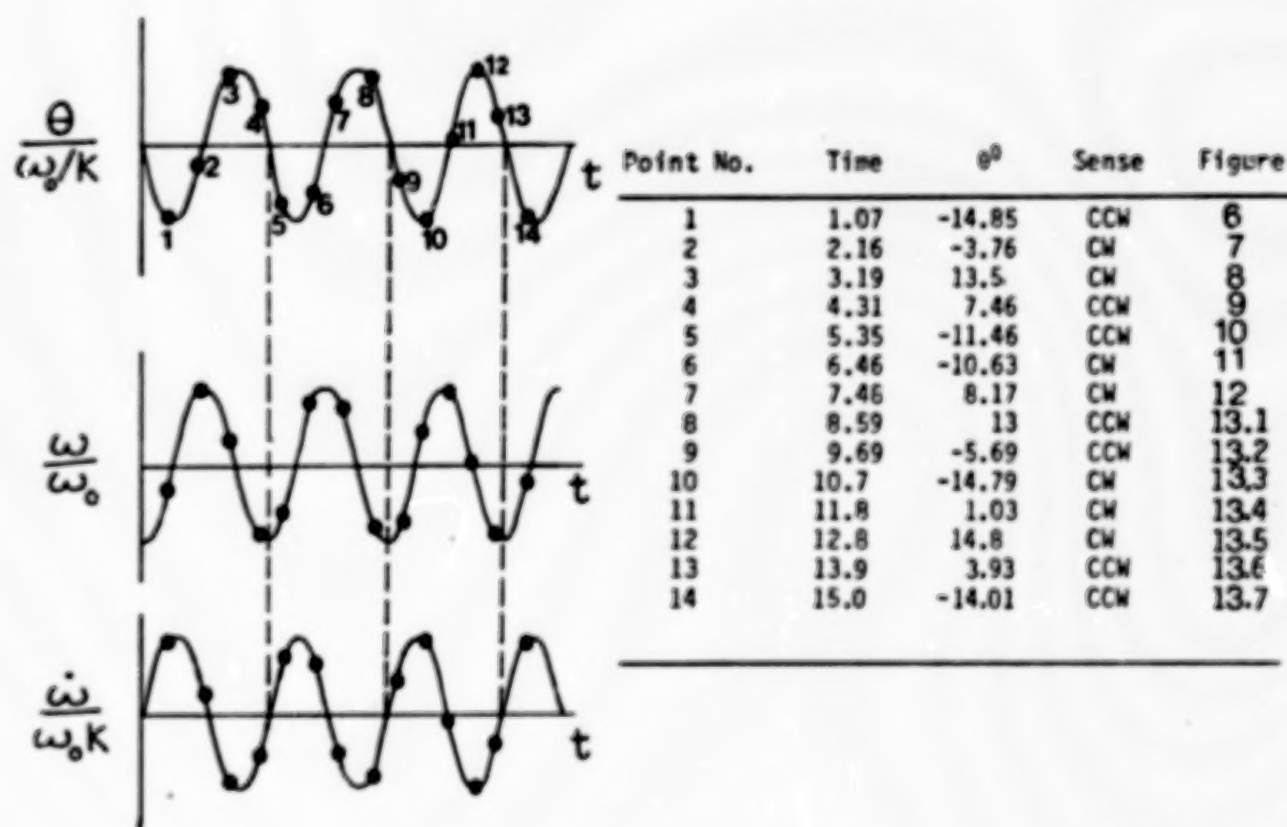 θ
ω₀/K
1
2
3
4
5
6
7
8
9
10
11
12
13
14
t
ω
ω₀
t
ω̇
ω₀K
t
Point No. Time θ⁰ Sense Figure
1 1.07 -14.85 CCW 6
2 2.16 -3.76 CW 7
3 3.19 13.5 CW 8
4 4.31 7.46 CCW 9
5 5.35 -11.46 CCW 10
6 6.46 -10.63 CW 11
7 7.46 8.17 CW 12
8 8.59 13 CCW 13.1
9 9.69 -5.69 CCW 13.2
10 10.7 -14.79 CW 13.3
11 11.8 1.03 CW 13.4
12 12.8 14.8 CW 13.5
13 13.9 3.93 CCW 13.6
14 15.0 -14.01 CCW 13.7